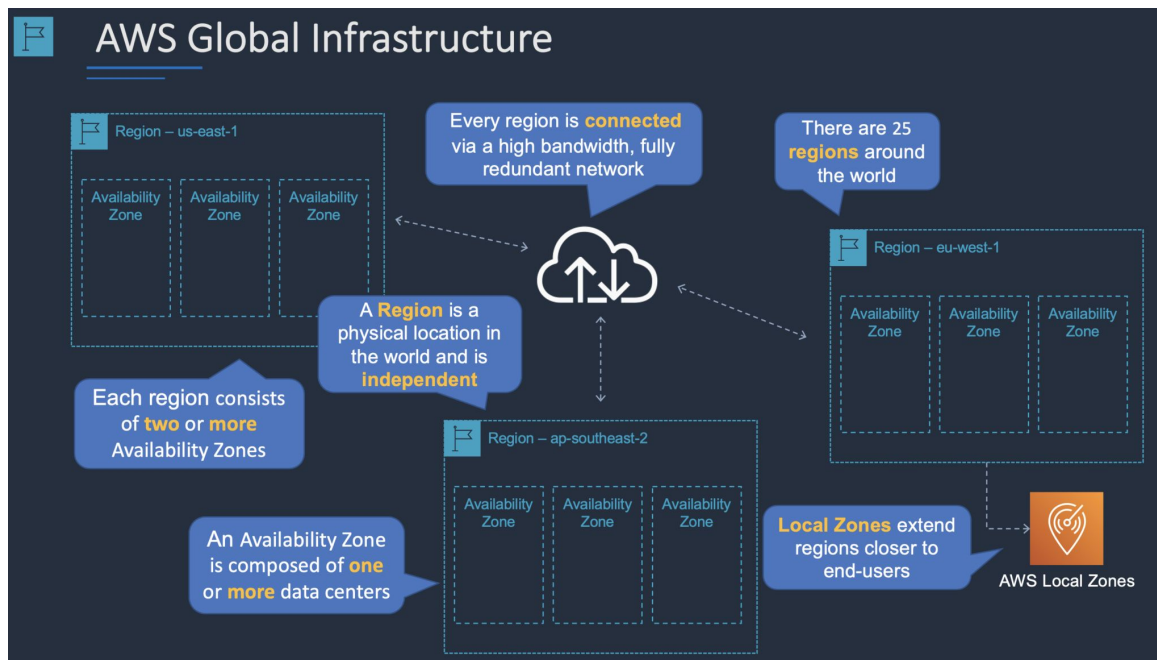 AWS Global Infrastructure
Region – us-east-1
Availability
Zone
Availability
Zone
Availability
Zone
Every region is connected
via a high bandwidth, fully
redundant network
There are 25
regions around
the world
Region – eu-west-1
Availability
Zone
Availability
Zone
Availability
Zone
A Region is a
physical location in
the world and is
independent
Each region consists
of two or more
Availability Zones
Region – ap-southeast-2
Availability
Zone
Availability
Zone
Availability
Zone
An Availability Zone
is composed of one
or more data centers
Local Zones extend
regions closer to
end-users
AWS Local Zones